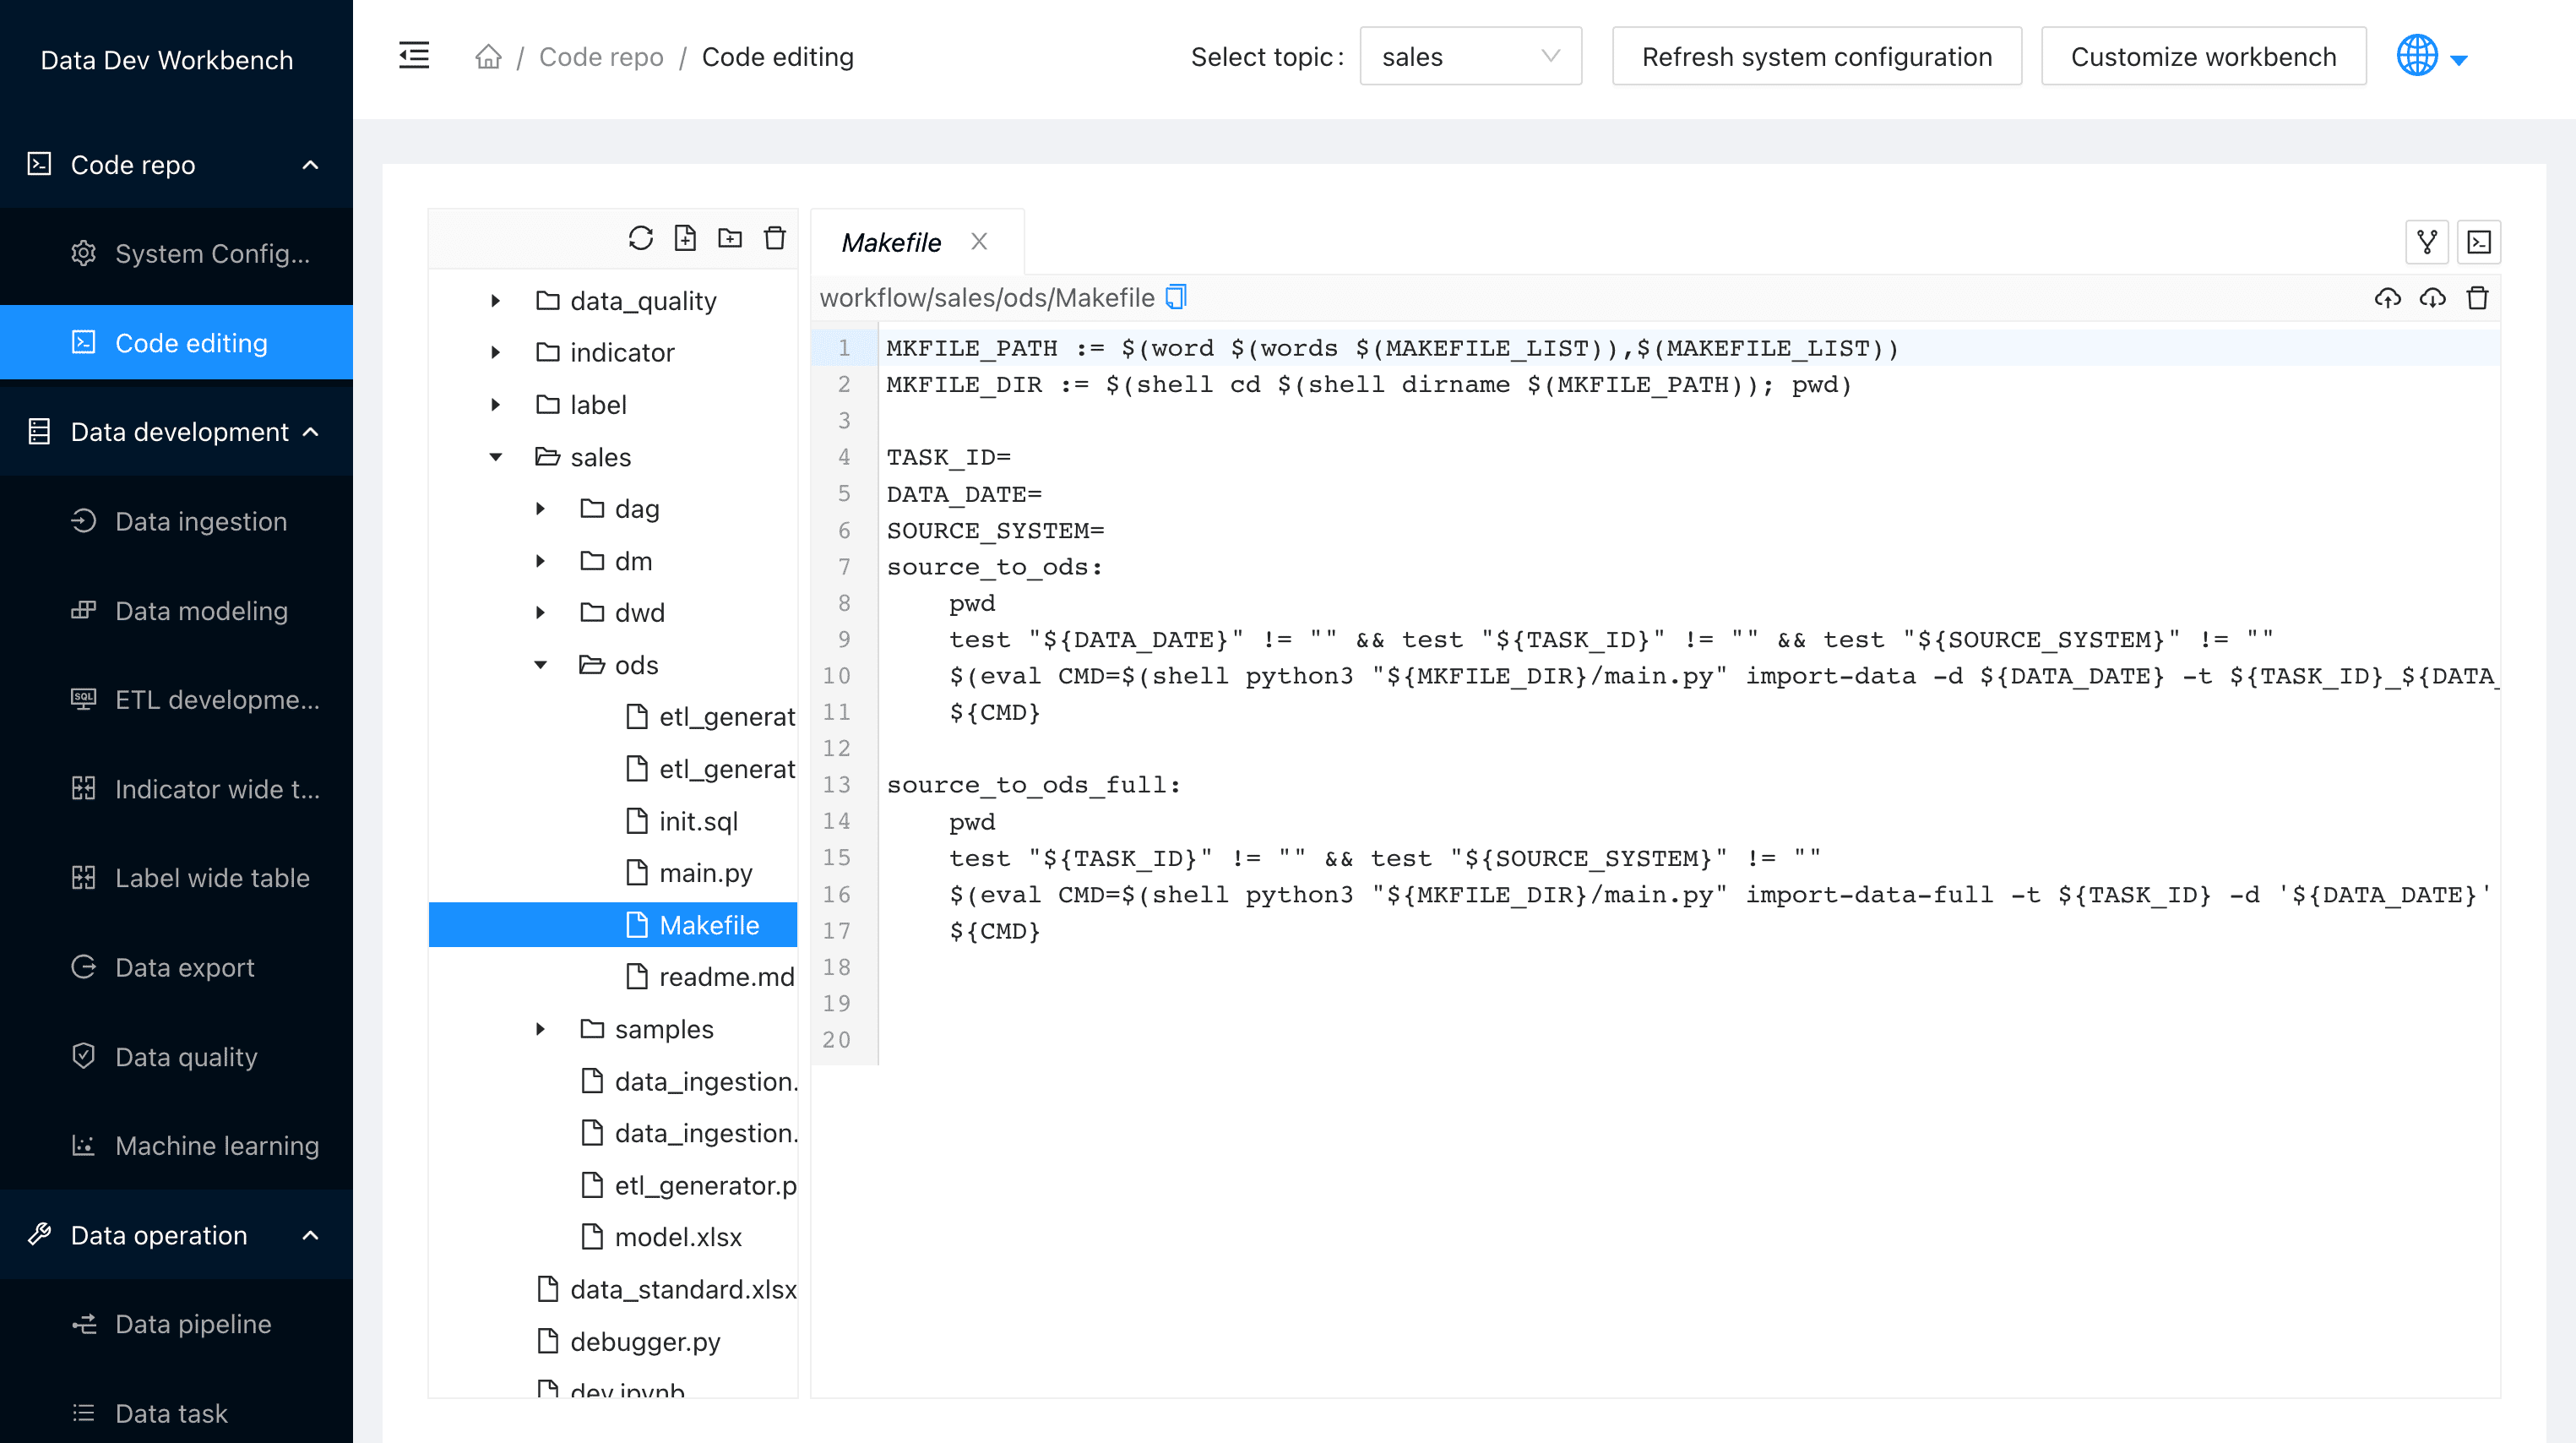 Data Dev Workbench
Code repo
System Config...
Code editing
Data development
Data ingestion
Data modeling
SQL
ETL developme...
Indicator wide t...
Label wide table
Data export
Data quality
Machine learning
Data operation
Data pipeline
Data task
/ Code repo / Code editing
Select topic: sales
Refresh system configuration
Customize workbench
data_quality
indicator
label
sales
dag
dm
dwd
ods
etl_generat
etl_generat
init.sql
main.py
Makefile
readme.md
samples
data_ingestion.
data_ingestion.
etl_generator.p
model.xlsx
data_standard.xlsx
debugger.py
dev.ipynb
Makefile
workflow/sales/ods/Makefile
1 MKFILE_PATH := $(word $(words $(MAKEFILE_LIST)),$(MAKEFILE_LIST))
2 MKFILE_DIR := $(shell cd $(shell dirname $(MKFILE_PATH)); pwd)
3
4 TASK_ID=
5 DATA_DATE=
6 SOURCE_SYSTEM=
7 source_to_ods:
8 pwd
9 test "${DATA_DATE}" != "" && test "${TASK_ID}" != "" && test "${SOURCE_SYSTEM}" != ""
10 $(eval CMD=$(shell python3 "${MKFILE_DIR}/main.py" import-data -d ${DATA_DATE} -t ${TASK_ID}_${DATA_
11 ${CMD}
12
13 source_to_ods_full:
14 pwd
15 test "${TASK_ID}" != "" && test "${SOURCE_SYSTEM}" != ""
16 $(eval CMD=$(shell python3 "${MKFILE_DIR}/main.py" import-data-full -t ${TASK_ID} -d '${DATA_DATE}'
17 ${CMD}
18
19
20